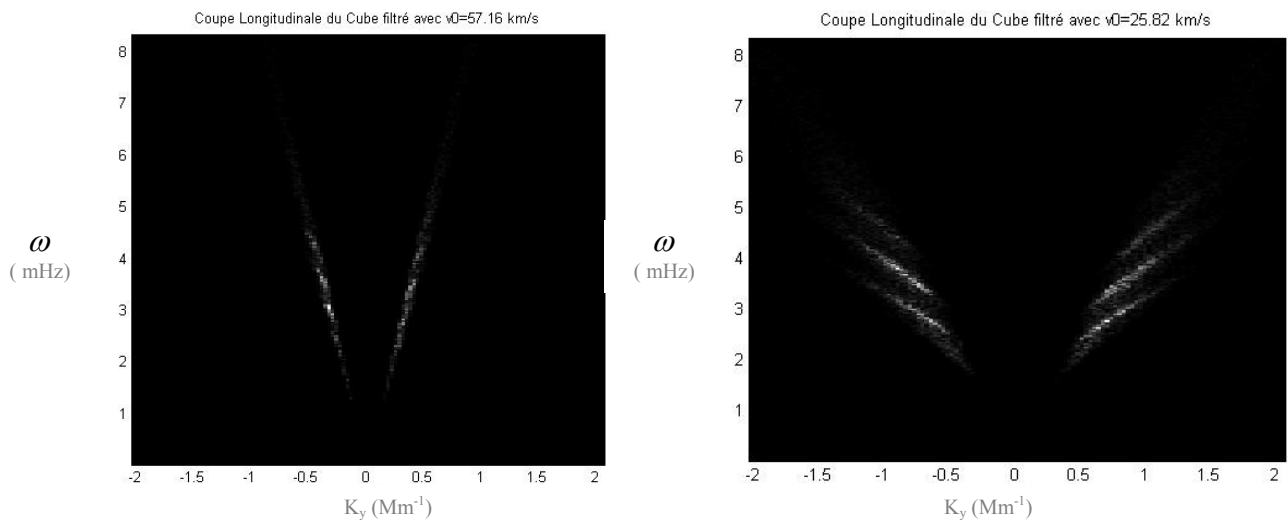 Coupe Longitudinale du Cube filtré avec v0=57.16 km/s
8
7
6
5
4
3
2
1
ω
( mHz)
-2 -1.5 -1 -0.5 0 0.5 1 1.5 2
K_y (Mm⁻¹)
Coupe Longitudinale du Cube filtré avec v0=25.82 km/s
8
7
6
5
4
3
2
1
ω
( mHz)
-2 -1.5 -1 -0.5 0 0.5 1 1.5 2
K_y (Mm⁻¹)